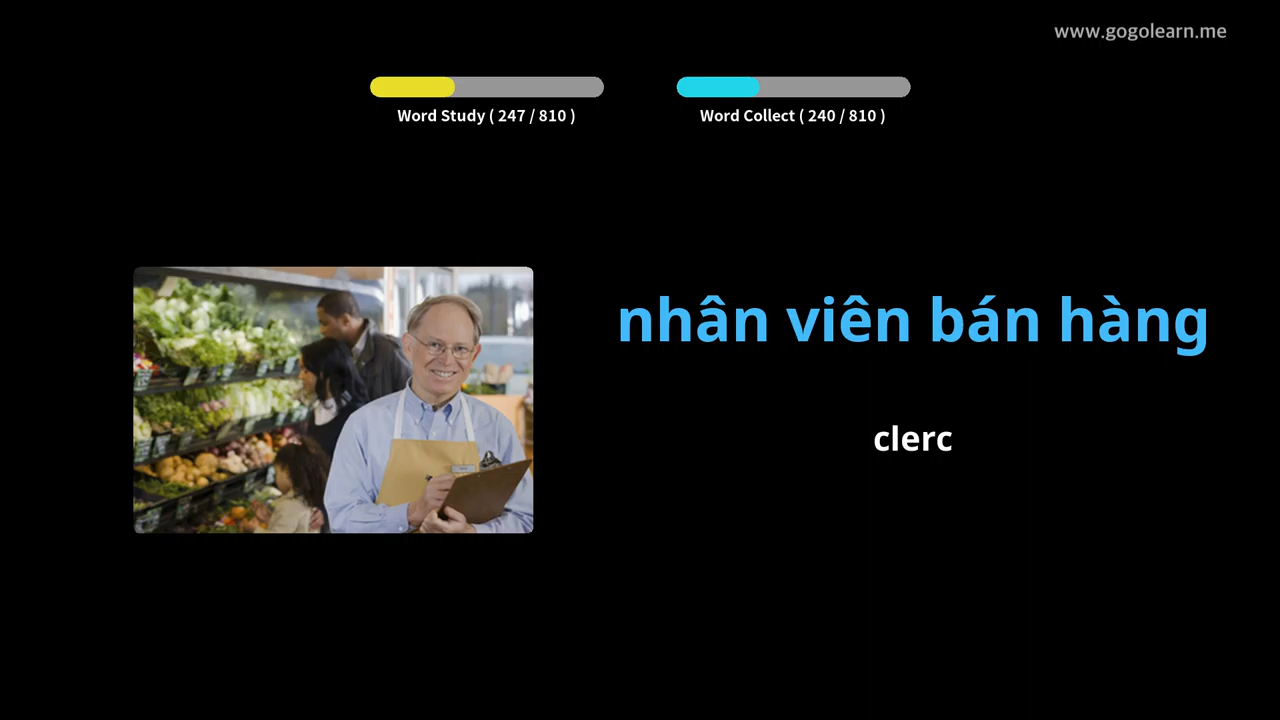 www.gogolearn.me
Word Study ( 247 / 810 )
Word Collect ( 240 / 810 )
nhân viên bán hàng
clerc